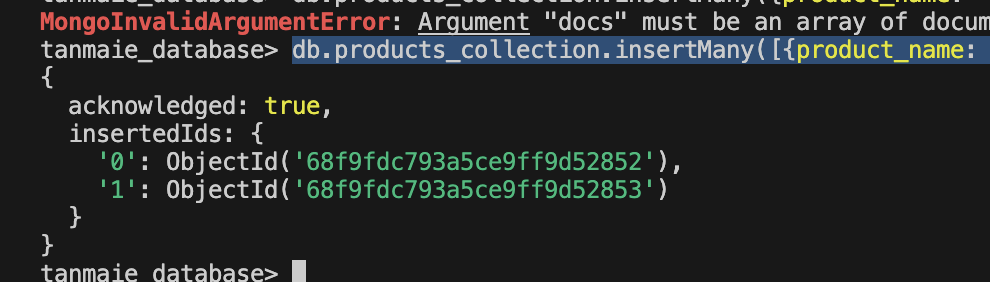 MongoInvalidArgumentError: Argument "docs" must be an array of docum
tanmaie_database> db.products_collection.insertMany([{product_name:
{
  acknowledged: true,
  insertedIds: {
    '0': ObjectId('68f9fdc793a5ce9ff9d52852'),
    '1': ObjectId('68f9fdc793a5ce9ff9d52853')
  }
}
tanmaie_database>